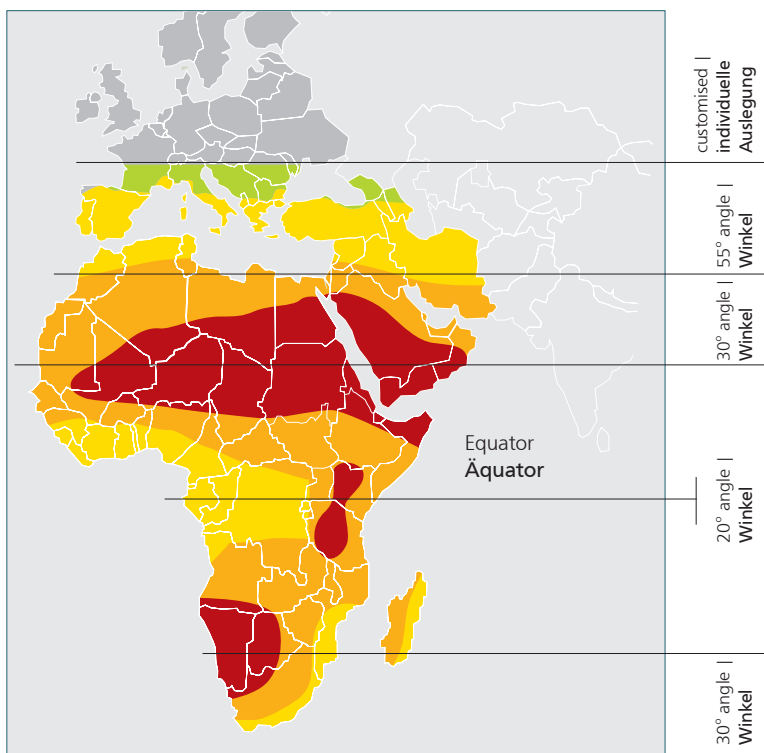 customised |
individuelle
Auslegung
55° angle |
Winkel
30° angle |
Winkel
Equator
Äquator
20° angle |
Winkel
30° angle |
Winkel